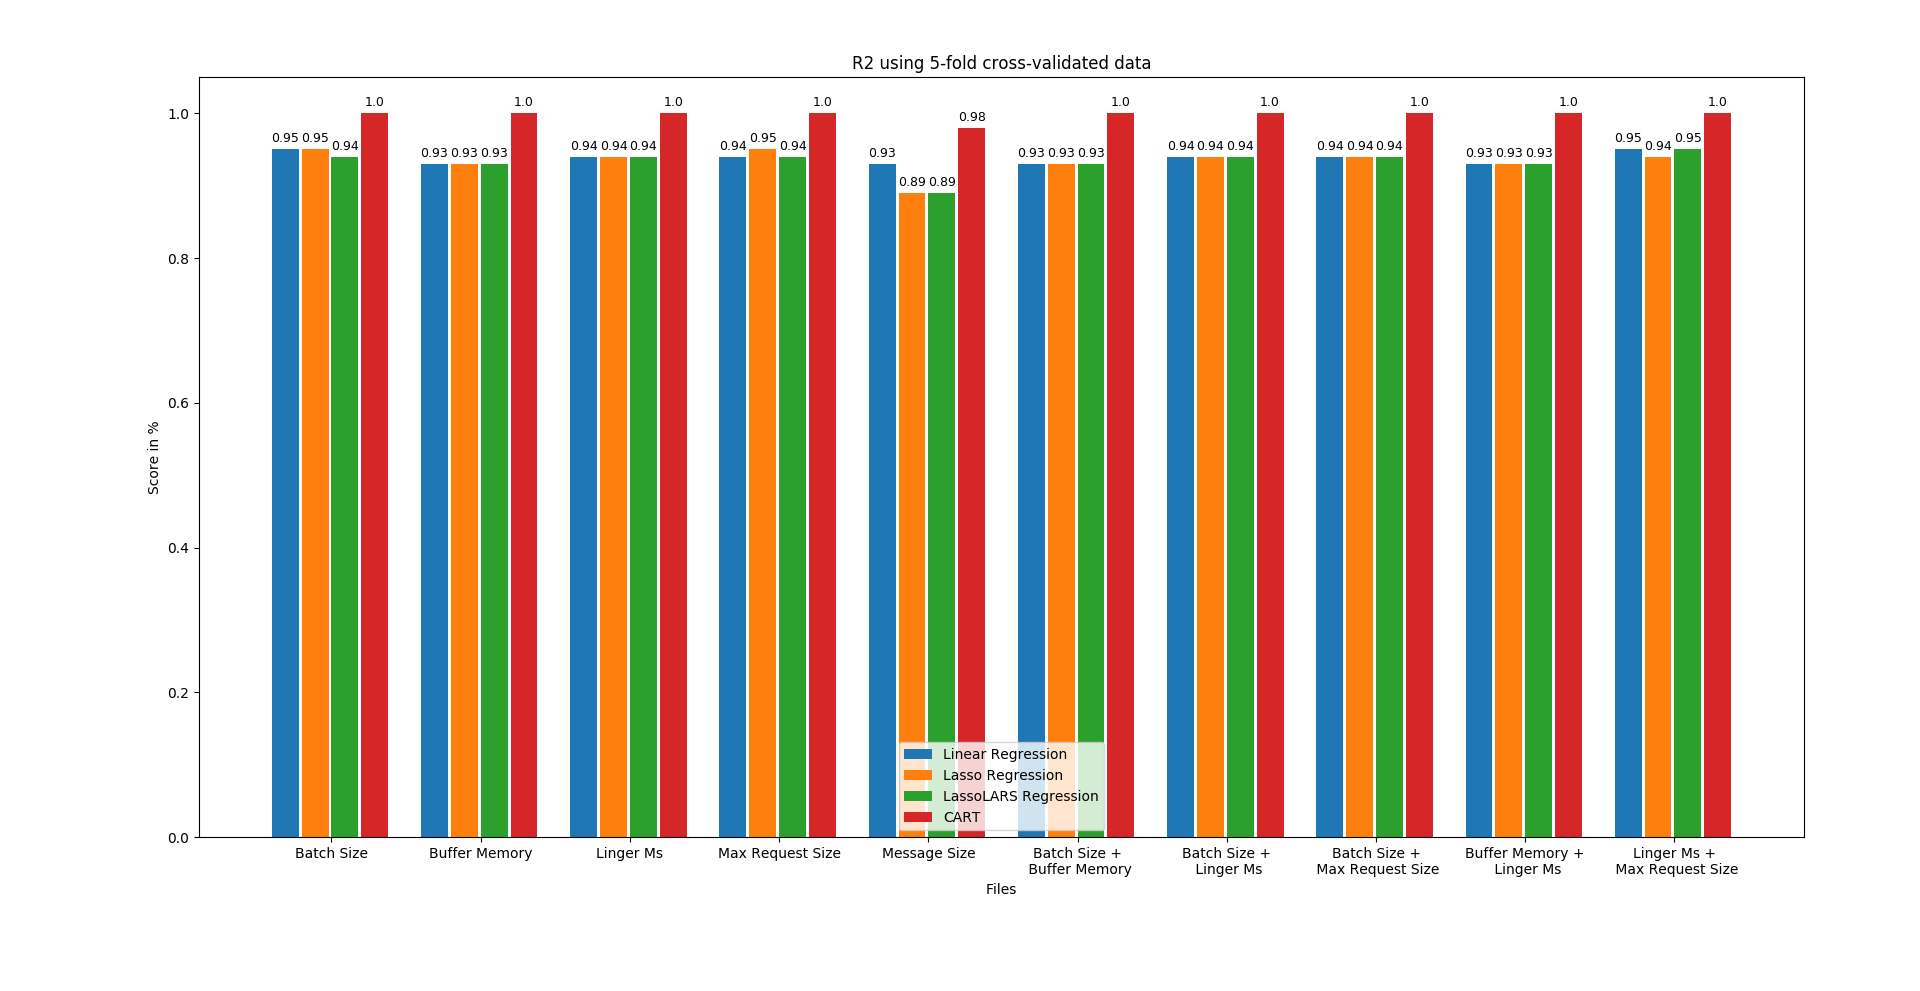 R2 using 5-fold cross-validated data
1.0 1.0 1.0 1.0 0.98 1.0 1.0 1.0 1.0 1.0
0.95 0.95 0.94 0.93 0.93 0.93 0.94 0.94 0.94 0.94 0.95 0.94 0.93 0.89 0.89 0.93 0.93 0.93 0.94 0.94 0.94 0.94 0.94 0.94 0.93 0.93 0.93 0.95 0.94 0.95
1.0
0.8
0.6
0.4
0.2
0.0
Score in %
Linear Regression
Lasso Regression
LassoLARS Regression
CART
Batch Size
Buffer Memory
Linger Ms
Max Request Size
Message Size
Batch Size +
Buffer Memory
Batch Size +
Linger Ms
Batch Size +
Max Request Size
Buffer Memory +
Linger Ms
Linger Ms +
Max Request Size
Files